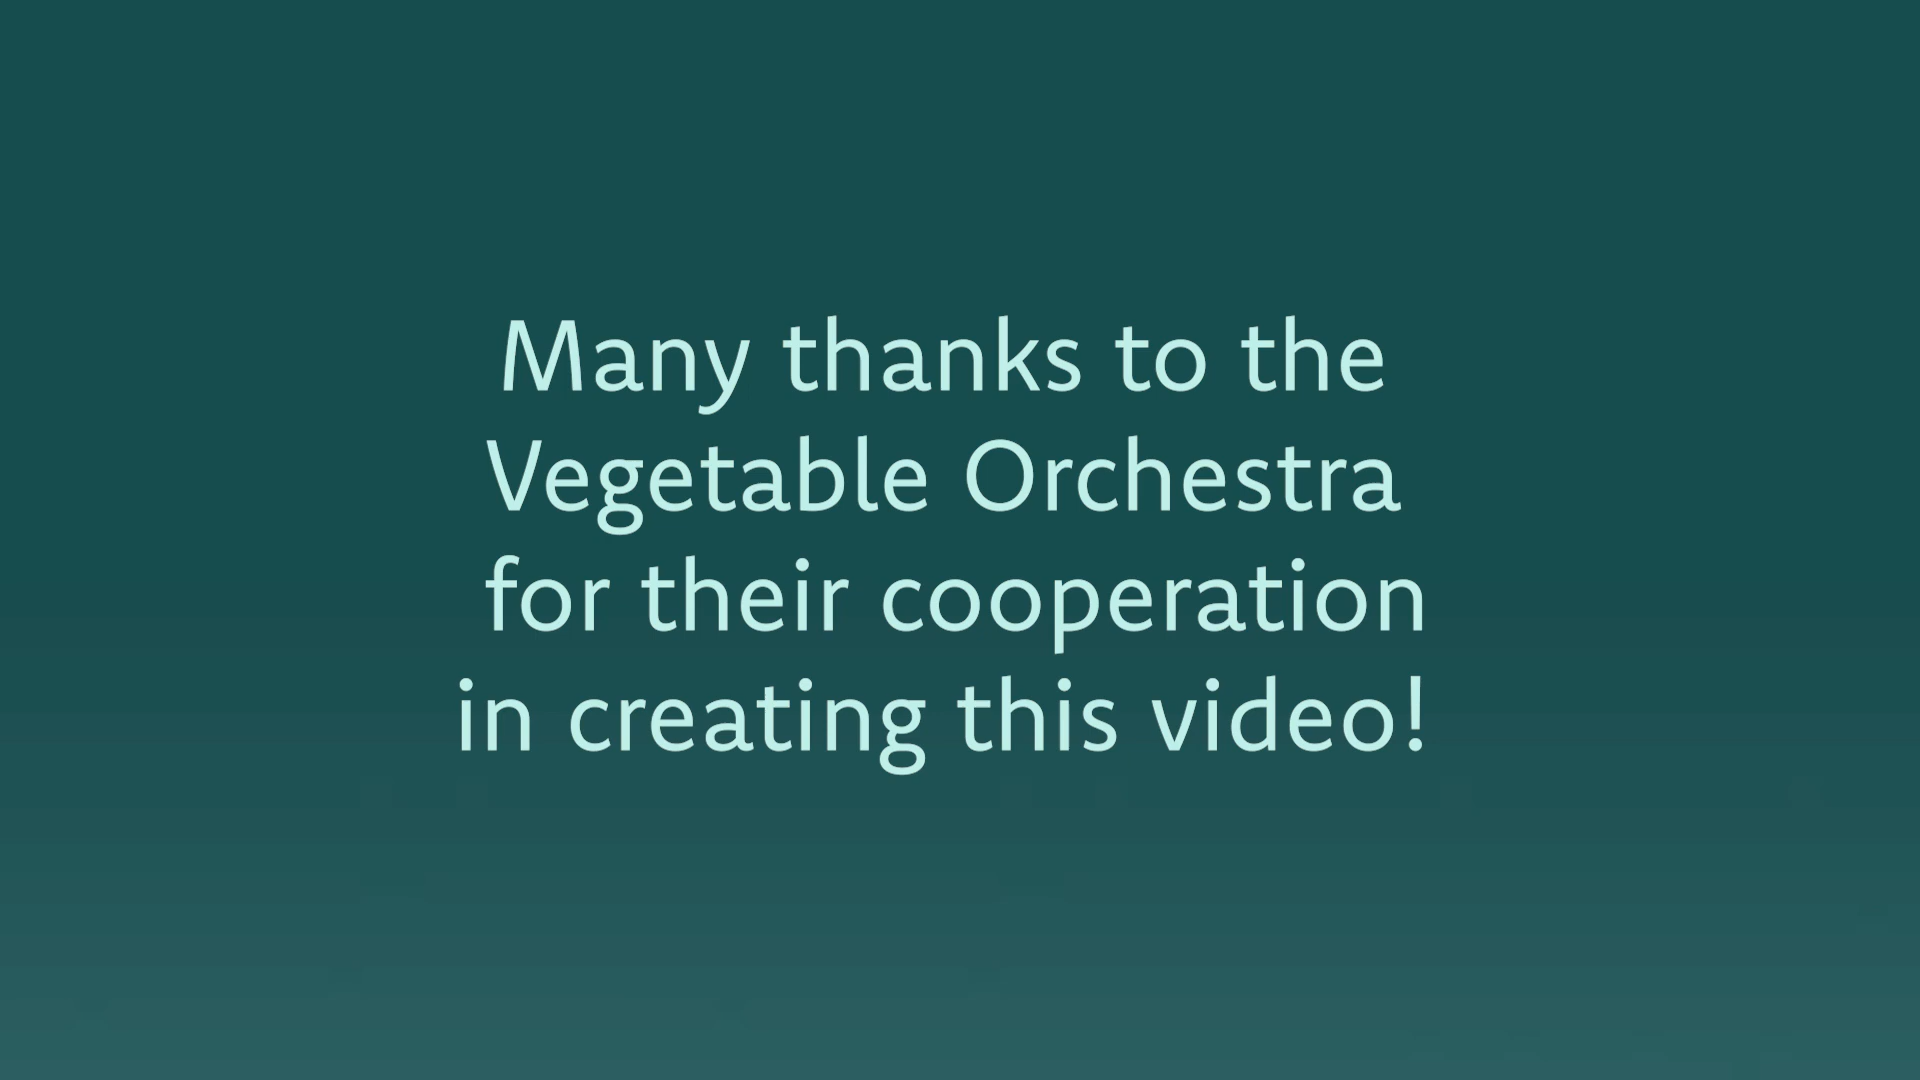 Many thanks to the
Vegetable Orchestra
for their cooperation
in creating this video!